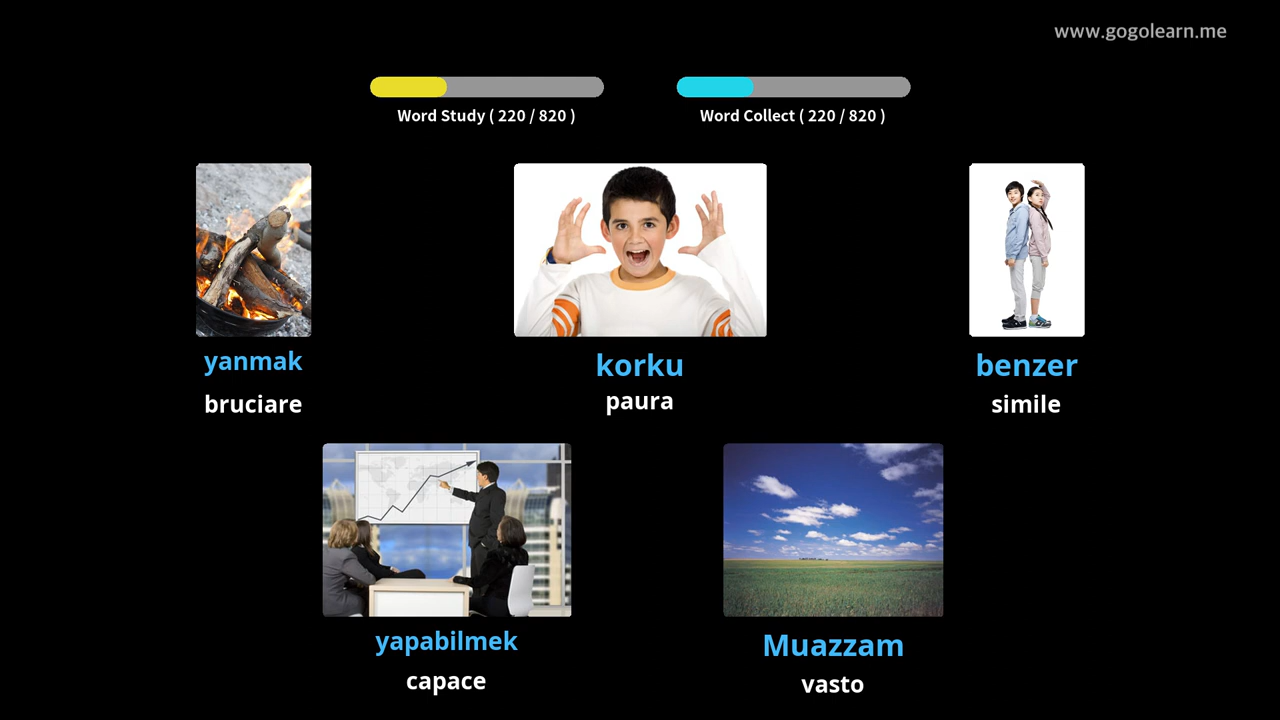 www.gogolearn.me
Word Study ( 220 / 820 )
Word Collect ( 220 / 820 )
yanmak
bruciare
korku
paura
benzer
simile
yapabilmek
capace
Muazzam
vasto